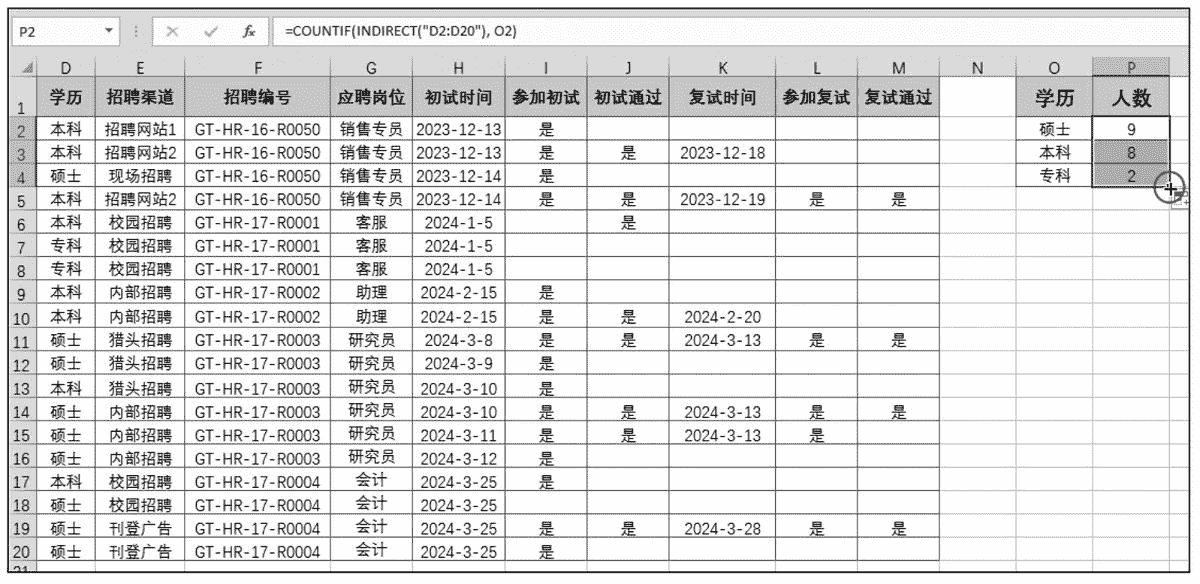 P2 fx =COUNTIF(INDIRECT("D2:D20"), O2)
D E F G H I J K L M N O P
1 学历 招聘渠道 招聘编号 应聘岗位 初试时间 参加初试 初试通过 复试时间 参加复试 复试通过 学历 人数
2 本科 招聘网站1 GT-HR-16-R0050 销售专员 2023-12-13 是 硕士 9
3 本科 招聘网站2 GT-HR-16-R0050 销售专员 2023-12-13 是 是 2023-12-18 本科 8
4 硕士 现场招聘 GT-HR-16-R0050 销售专员 2023-12-14 是 专科 2
5 本科 招聘网站2 GT-HR-16-R0050 销售专员 2023-12-14 是 是 2023-12-19 是 是
6 本科 校园招聘 GT-HR-17-R0001 客服 2024-1-5 是
7 专科 校园招聘 GT-HR-17-R0001 客服 2024-1-5
8 专科 校园招聘 GT-HR-17-R0001 客服 2024-1-5
9 本科 内部招聘 GT-HR-17-R0002 助理 2024-2-15 是
10 本科 内部招聘 GT-HR-17-R0002 助理 2024-2-15 是 是 2024-2-20
11 硕士 猎头招聘 GT-HR-17-R0003 研究员 2024-3-8 是 是 2024-3-13 是 是
12 硕士 猎头招聘 GT-HR-17-R0003 研究员 2024-3-9 是
13 本科 猎头招聘 GT-HR-17-R0003 研究员 2024-3-10 是
14 硕士 内部招聘 GT-HR-17-R0003 研究员 2024-3-10 是 是 2024-3-13 是 是
15 硕士 内部招聘 GT-HR-17-R0003 研究员 2024-3-11 是 是 2024-3-13 是
16 硕士 内部招聘 GT-HR-17-R0003 研究员 2024-3-12 是
17 本科 校园招聘 GT-HR-17-R0004 会计 2024-3-25 是
18 硕士 校园招聘 GT-HR-17-R0004 会计 2024-3-25
19 硕士 刊登广告 GT-HR-17-R0004 会计 2024-3-25 是 是 2024-3-28 是 是
20 硕士 刊登广告 GT-HR-17-R0004 会计 2024-3-25 是
21